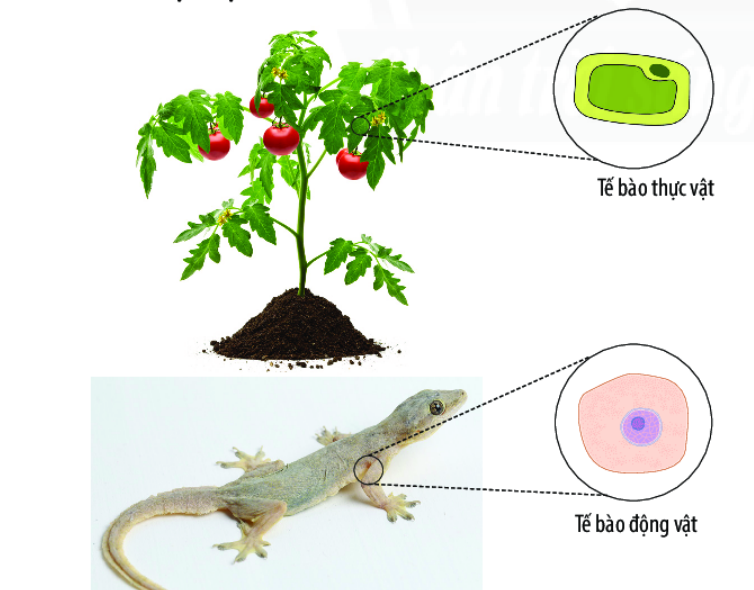 Tế bào thực vật
Tế bào động vật